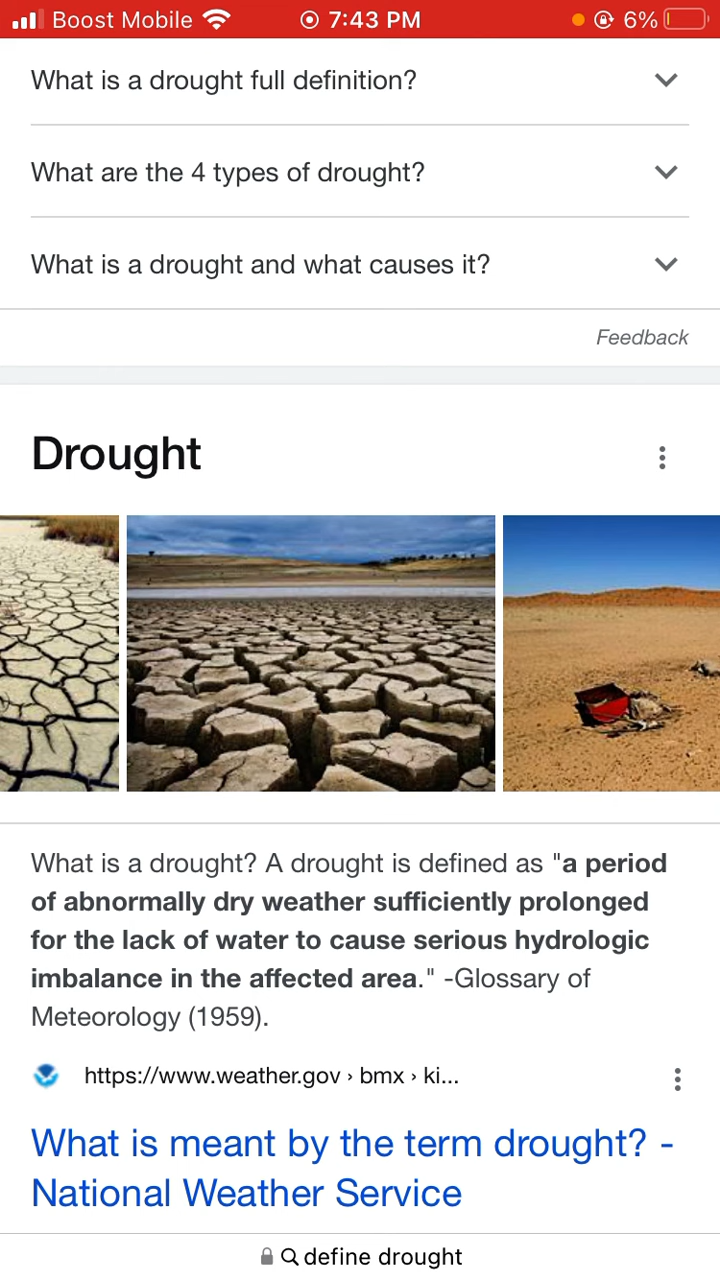 Boost Mobile 7:43 PM 6%
What is a drought full definition?
What are the 4 types of drought?
What is a drought and what causes it?
Feedback
Drought
What is a drought? A drought is defined as "a period
of abnormally dry weather sufficiently prolonged
for the lack of water to cause serious hydrologic
imbalance in the affected area." -Glossary of
Meteorology (1959).
https://www.weather.gov › bmx › ki...
What is meant by the term drought? -
National Weather Service
define drought